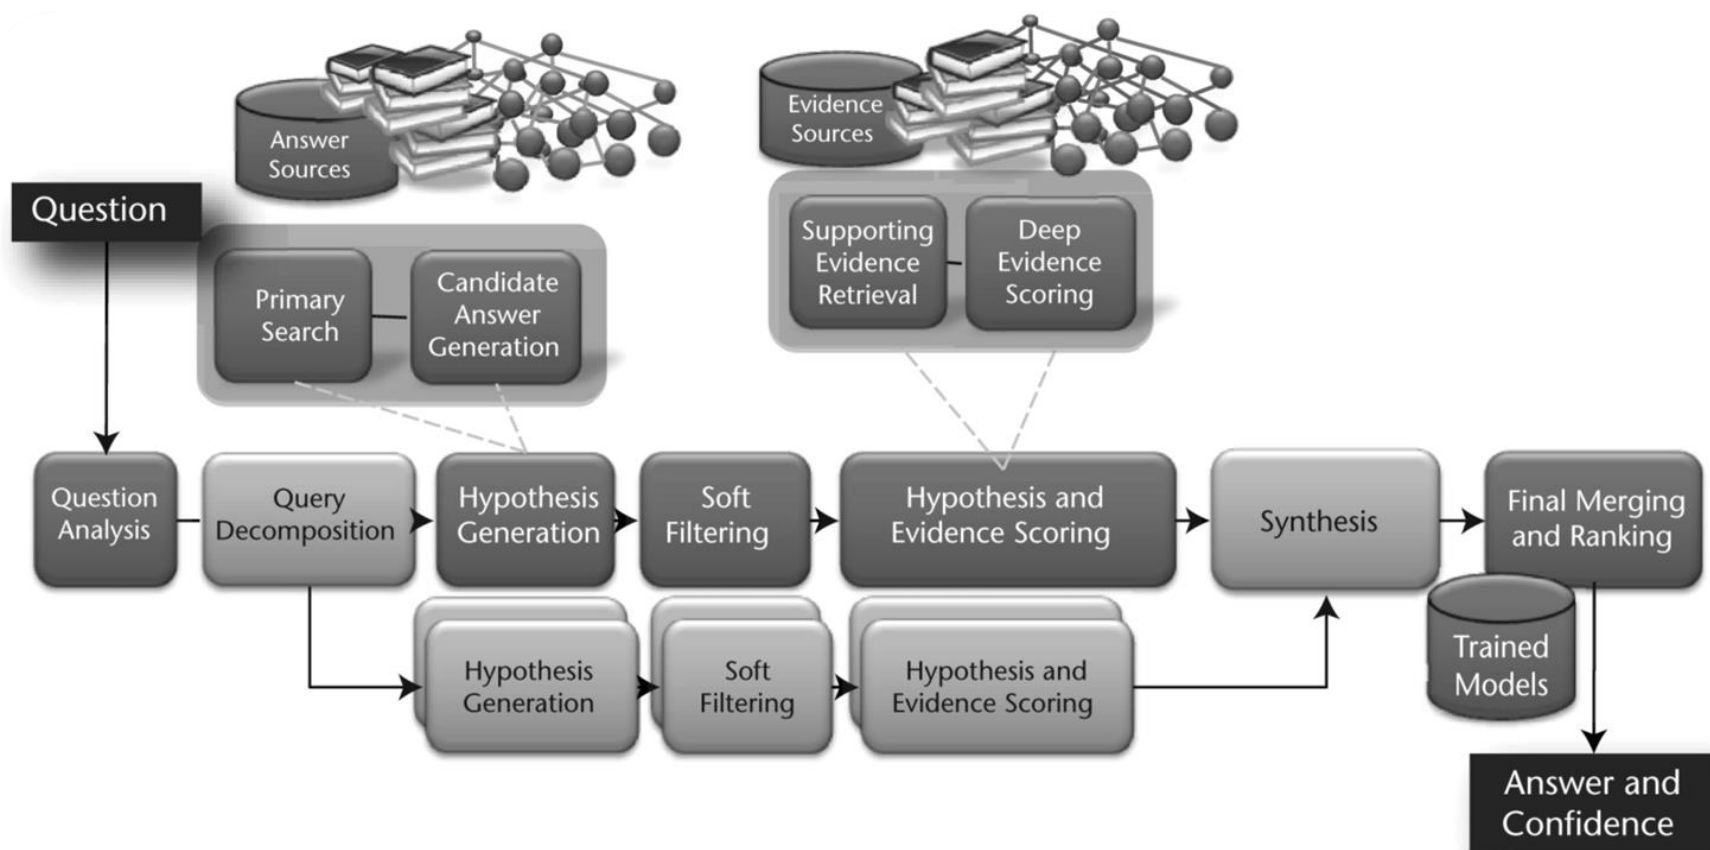 Answer
Sources
Evidence
Sources
Question
Primary
Search
Candidate
Answer
Generation
Supporting
Evidence
Retrieval
Deep
Evidence
Scoring
Question
Analysis
Query
Decomposition
Hypothesis
Generation
Soft
Filtering
Hypothesis and
Evidence Scoring
Synthesis
Final Merging
and Ranking
Hypothesis
Generation
Soft
Filtering
Hypothesis and
Evidence Scoring
Trained
Models
Answer and
Confidence